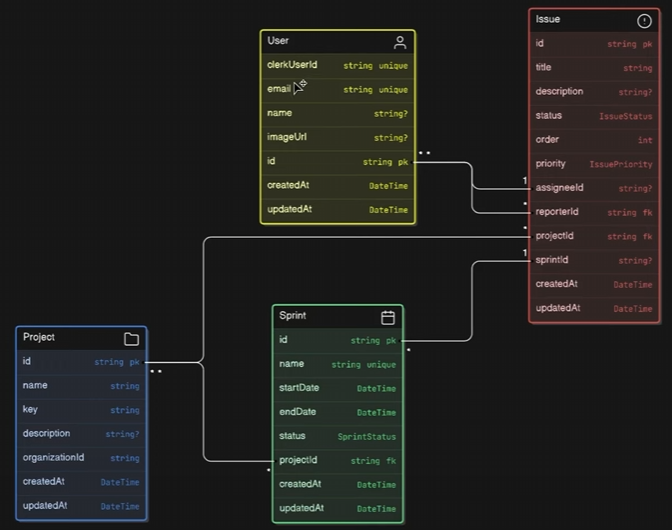 User
clerkUserId string unique
email string unique
name string?
imageUrl string?
id string pk
createdAt DateTime
updatedAt DateTime
Issue
id string pk
title string
description string?
status IssueStatus
order int
priority IssuePriority
1 assigneeId string?
* reporterId string fk
* projectId string fk
1 sprintId string?
createdAt DateTime
updatedAt DateTime
Project
id string pk
name string
key string
description string?
organizationId string
createdAt DateTime
updatedAt DateTime
Sprint
id string pk
name string unique
startDate DateTime
endDate DateTime
status SprintStatus
projectId string fk
createdAt DateTime
updatedAt DateTime